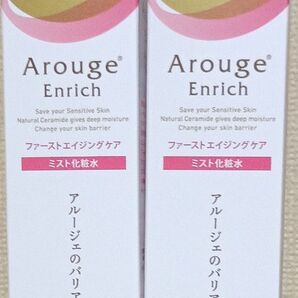 Arouge®
Enrich
Save your Sensitive Skin
Natural Ceramide gives deep moisture
Change your skin barrier
ファーストエイジングケア
ミスト化粧水
アルージェのバリア
Arouge®
Enrich
Save your Sensitive Skin
Natural Ceramide gives deep moisture
Change your skin barrier
ファーストエイジングケア
ミスト化粧水
アルージェのバリア